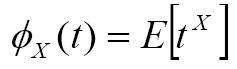 ϕ_X(t) = E[t^X]